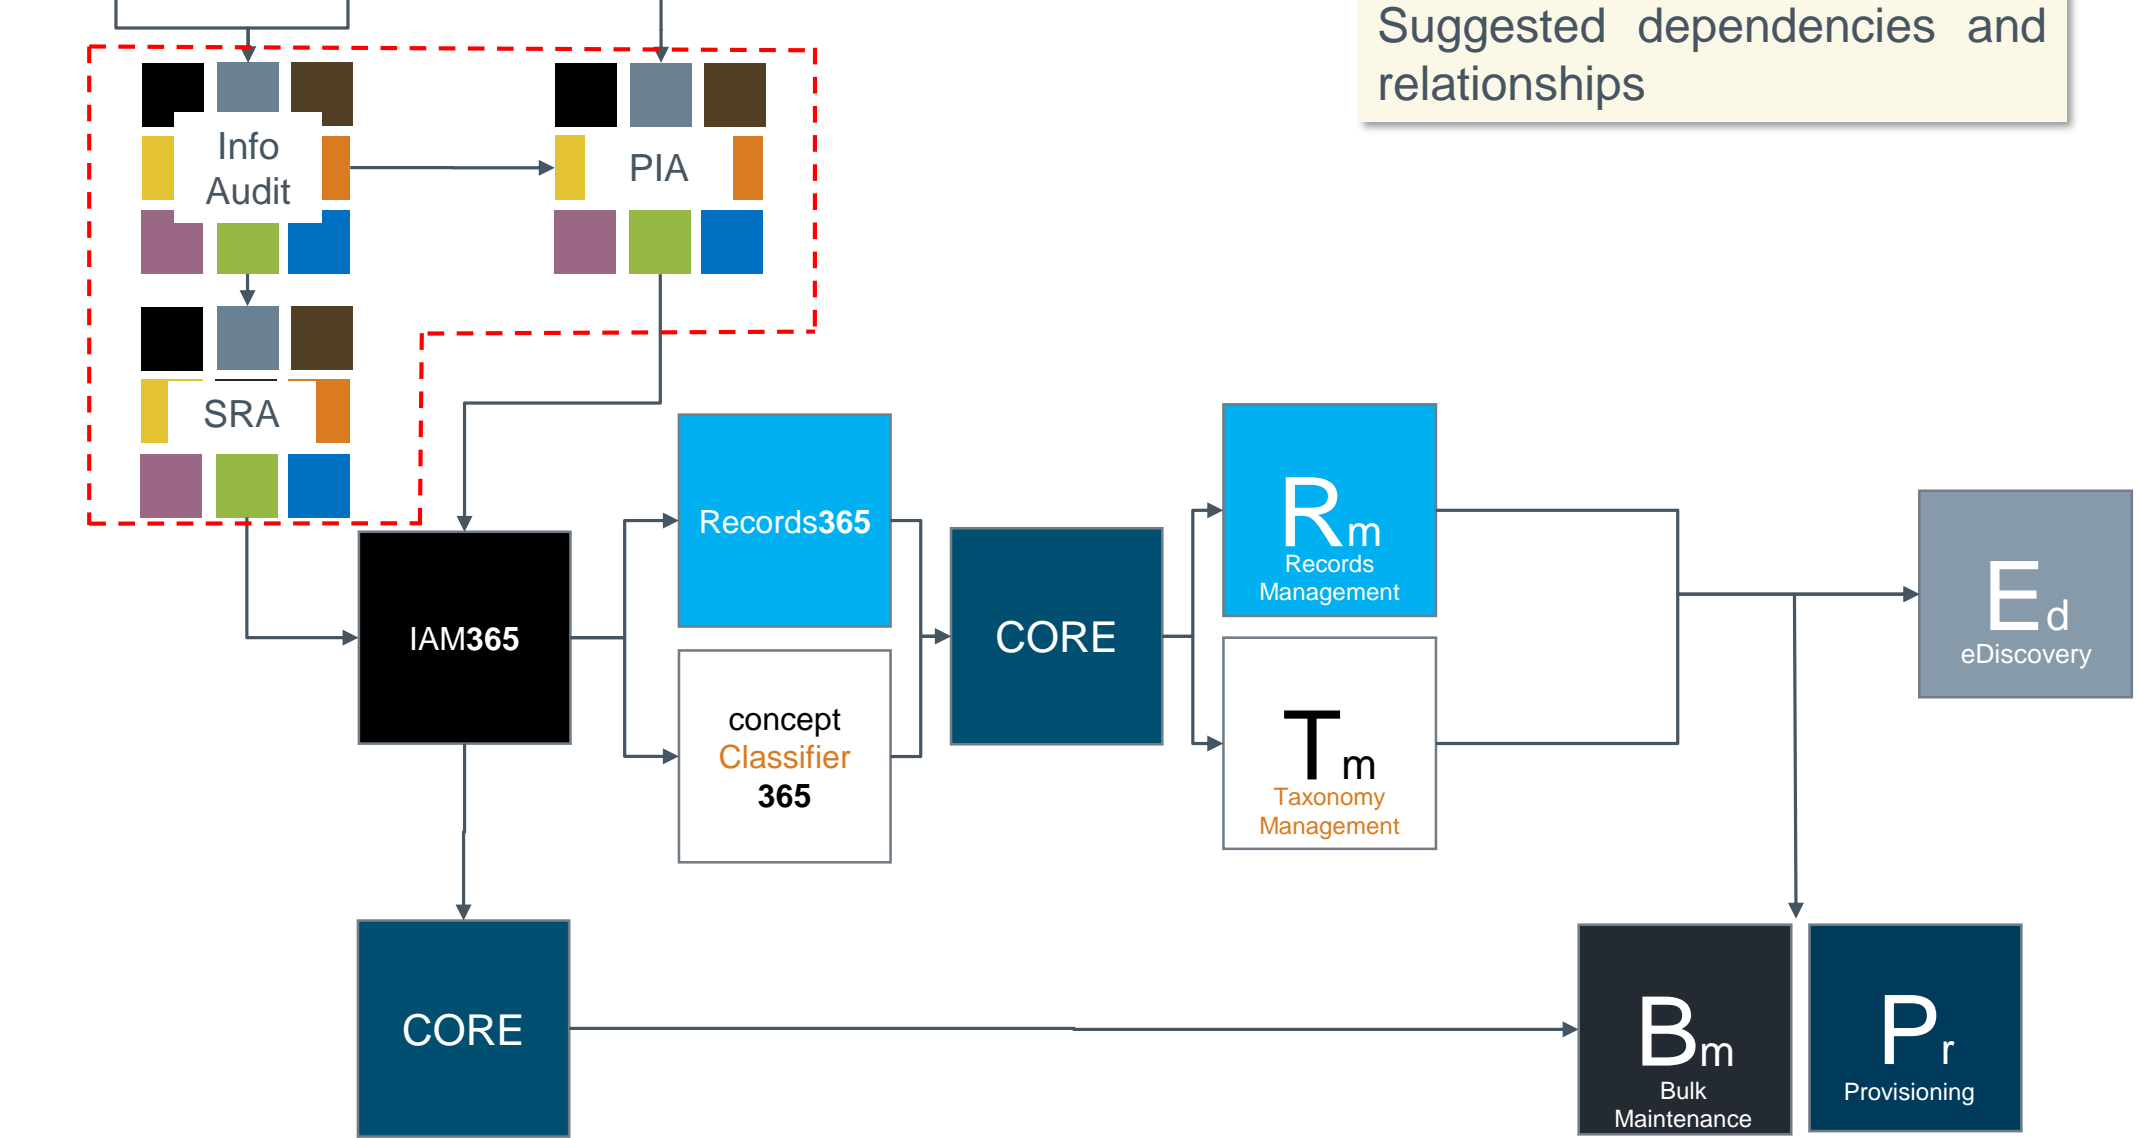 Suggested dependencies and
relationships
Info
Audit
PIA
SRA
IAM365
Records365
concept
Classifier
365
CORE
Rm
Records
Management
Tm
Taxonomy
Management
Ed
eDiscovery
CORE
Bm
Bulk
Maintenance
Pr
Provisioning